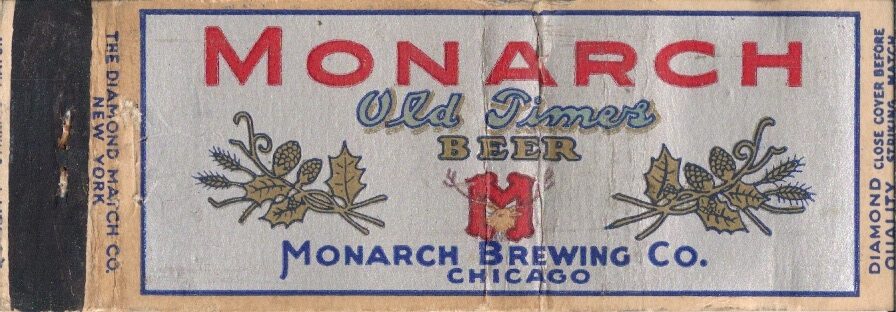 THE DIAMOND MATCH CO.
NEW YORK
MONARCH
Old Times
BEER
M
MONARCH BREWING CO.
CHICAGO
DIAMOND CLOSE COVER BEFORE
QUALITY STRIKING MATCH